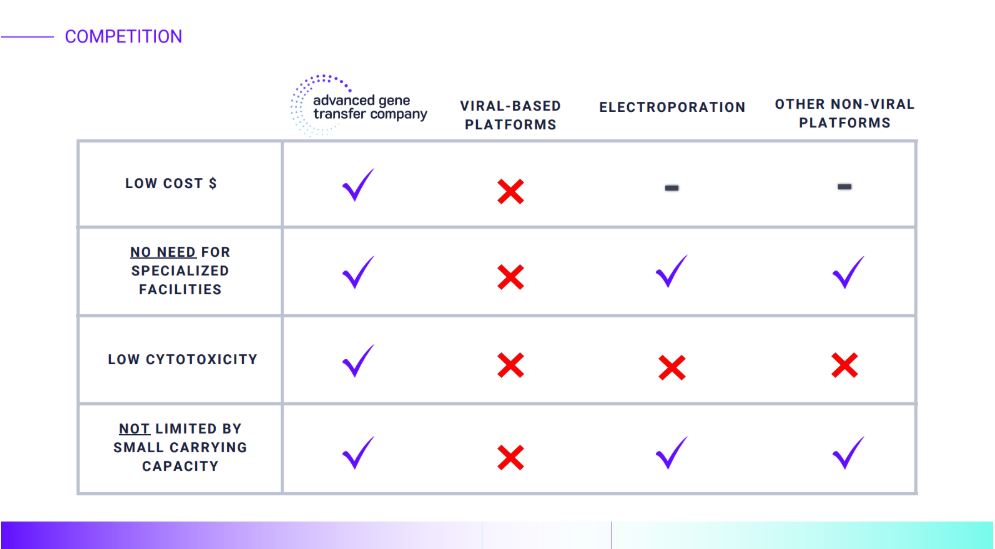 COMPETITION
advanced gene
transfer company
VIRAL-BASED
PLATFORMS
ELECTROPORATION
OTHER NON-VIRAL
PLATFORMS
LOW COST $
NO NEED FOR
SPECIALIZED
FACILITIES
LOW CYTOTOXICITY
NOT LIMITED BY
SMALL CARRYING
CAPACITY